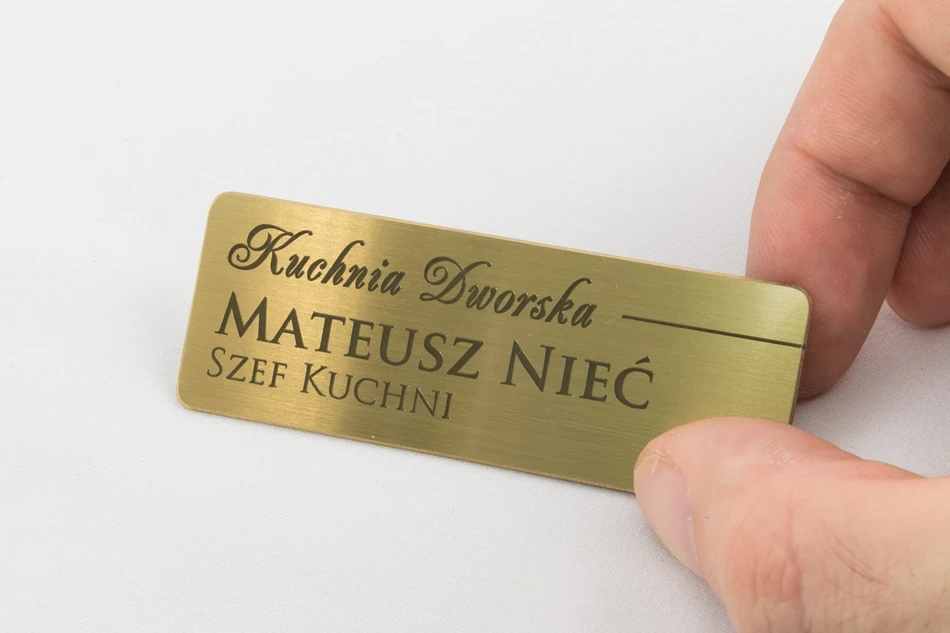 Kuchnia Dworska
Mateusz Nieć
Szef Kuchni